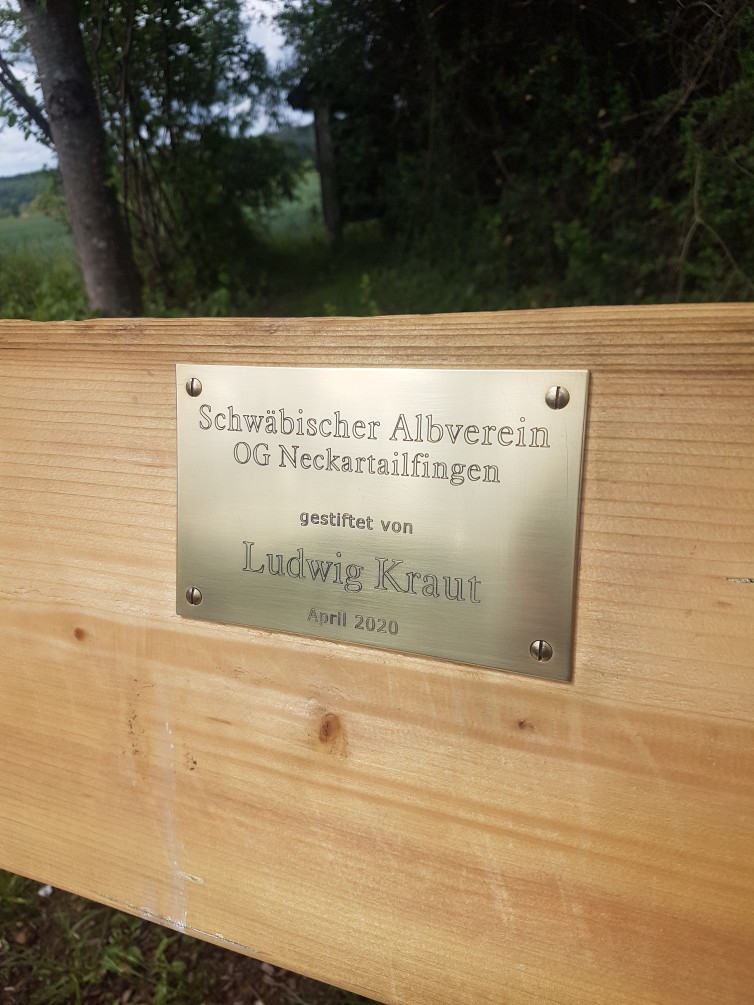 Schwäbischer Albverein
OG Neckartailfingen
gestiftet von
Ludwig Kraut
April 2020